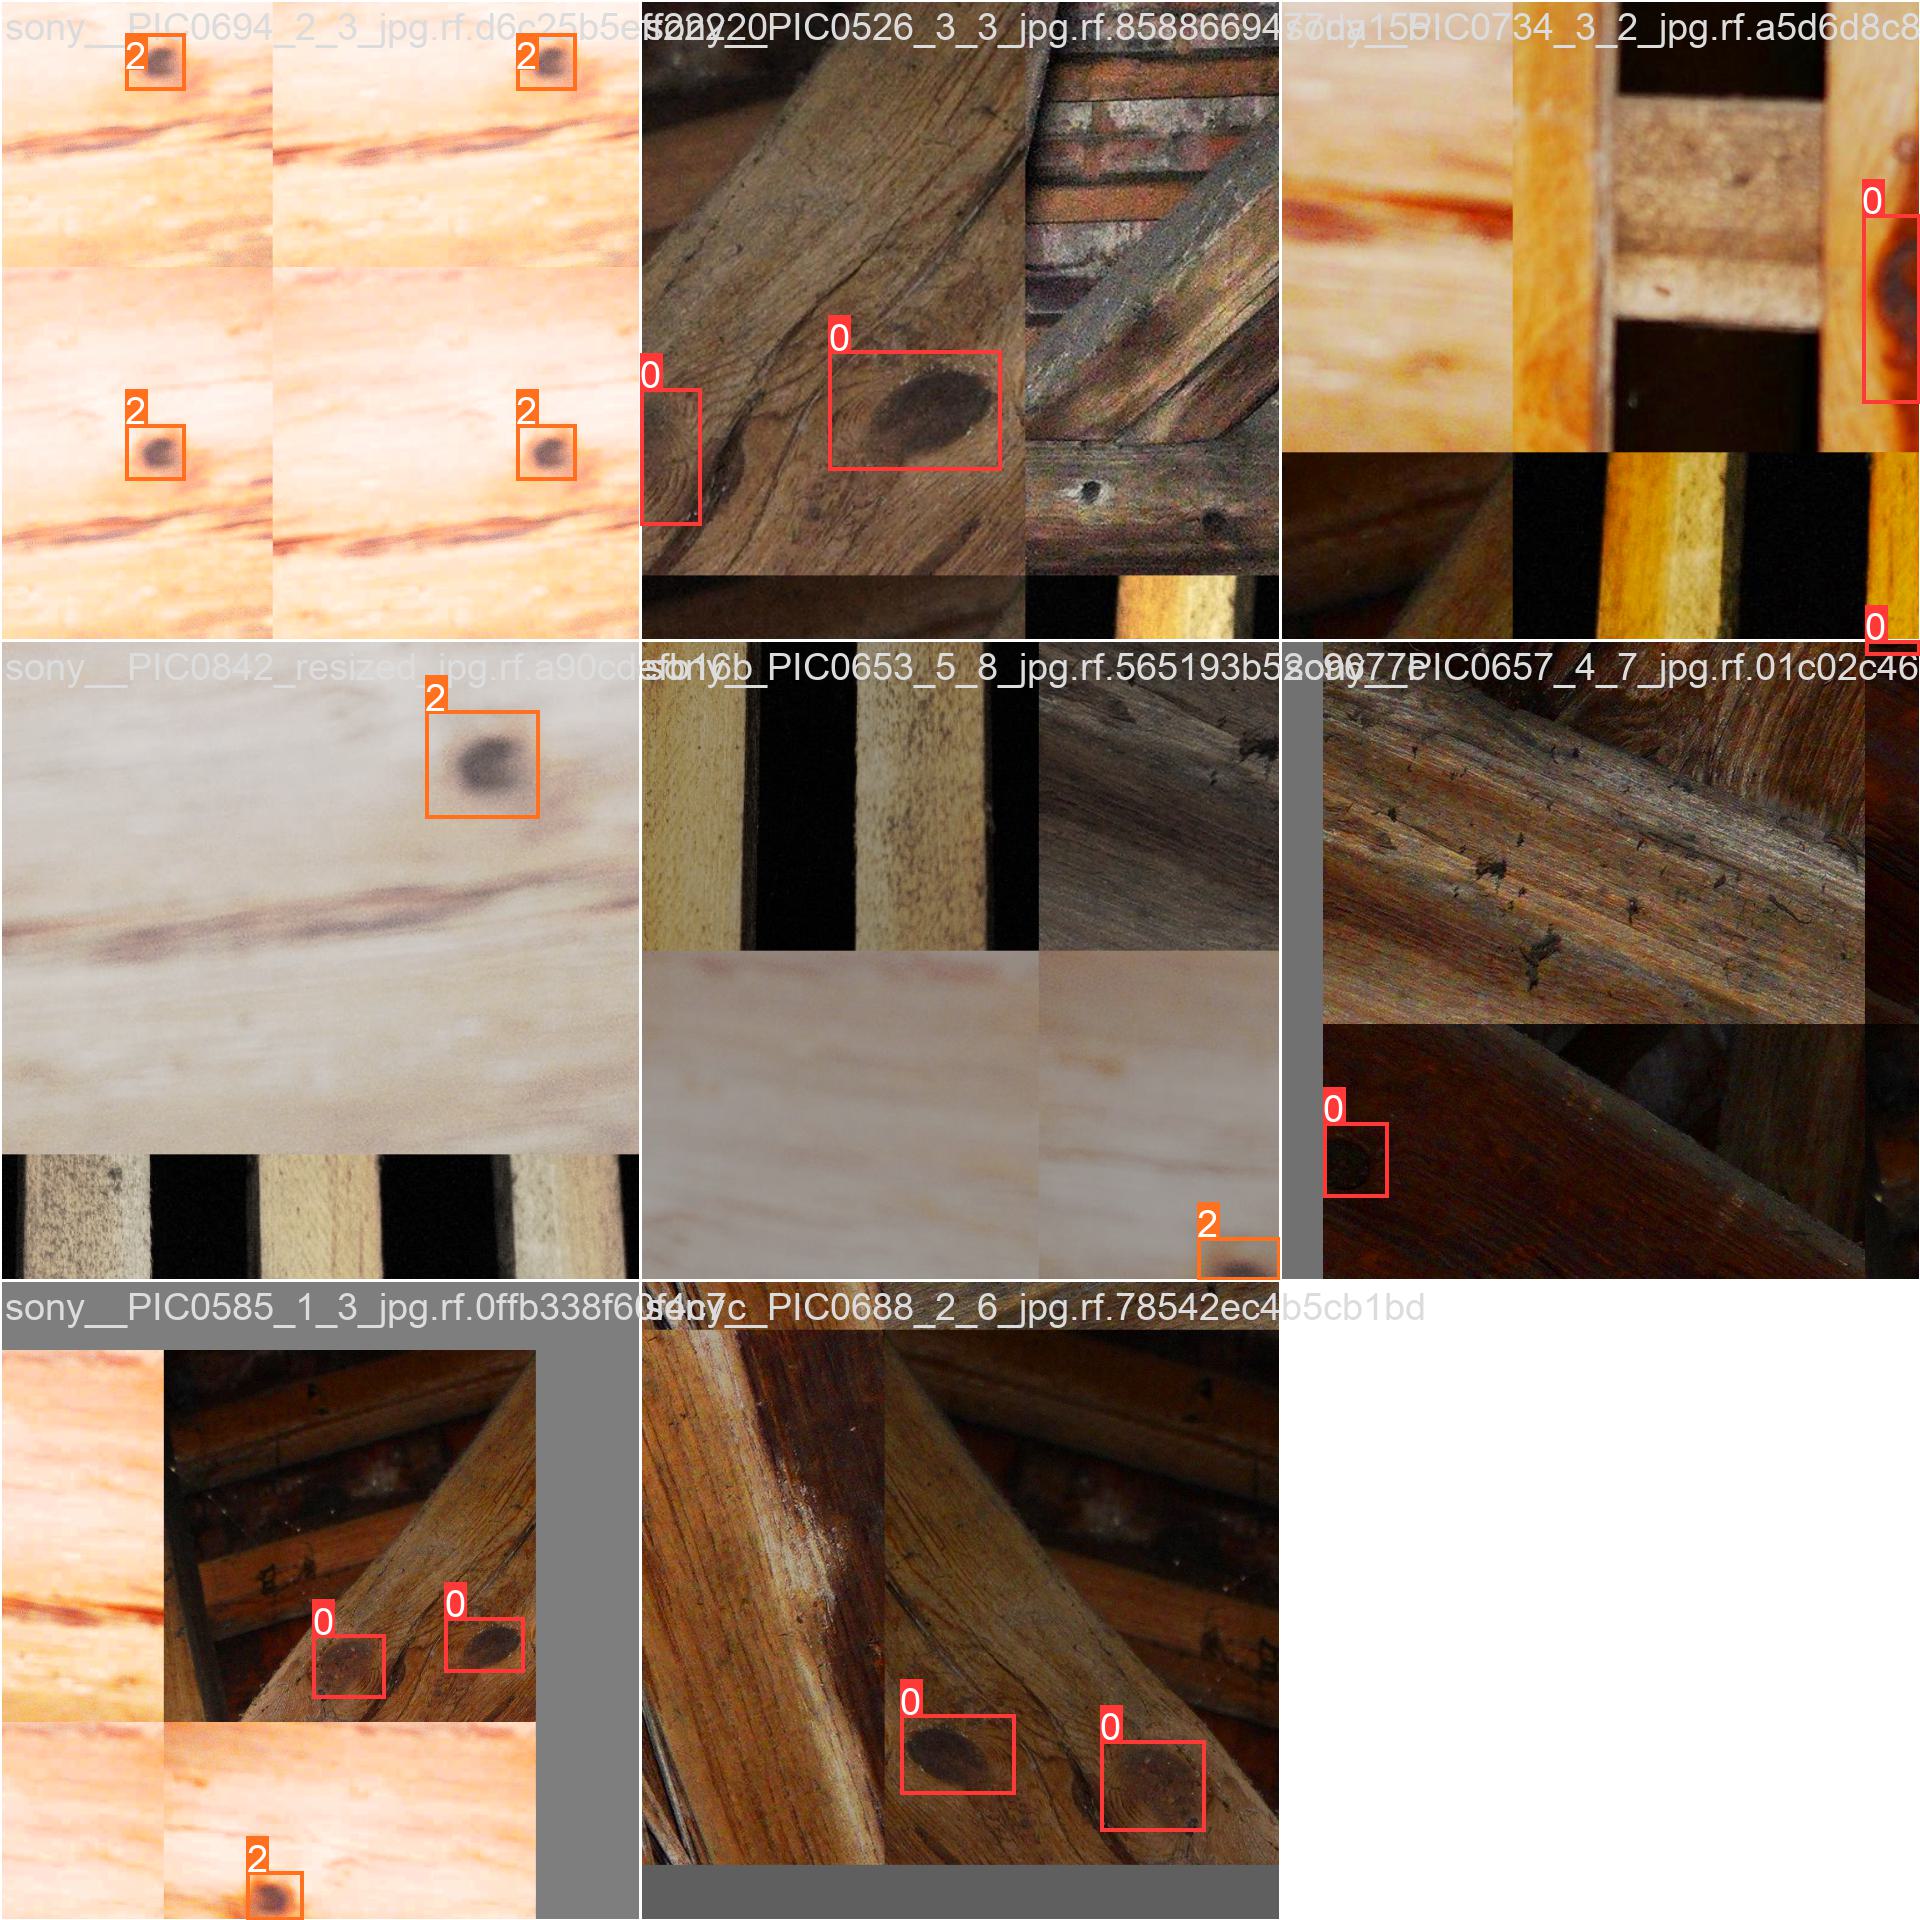 sony__PIC0694_2_3_jpg.rf.d6c25b5e
PIC0526_3_3_jpg.rf.85886694
PIC0734_3_2_jpg.rf.a5d6d8c8
2
2
0
0
0
2
2
0
sony__PIC0842_resized_jpg.rf.a90cd
PIC0653_5_8_jpg.rf.565193b5
PIC0657_4_7_jpg.rf.01c02c46
2
0
2
sony__PIC0585_1_3_jpg.rf.0ffb338f60
PIC0688_2_6_jpg.rf.78542ec4b5cb1bd
0
0
0
0
2